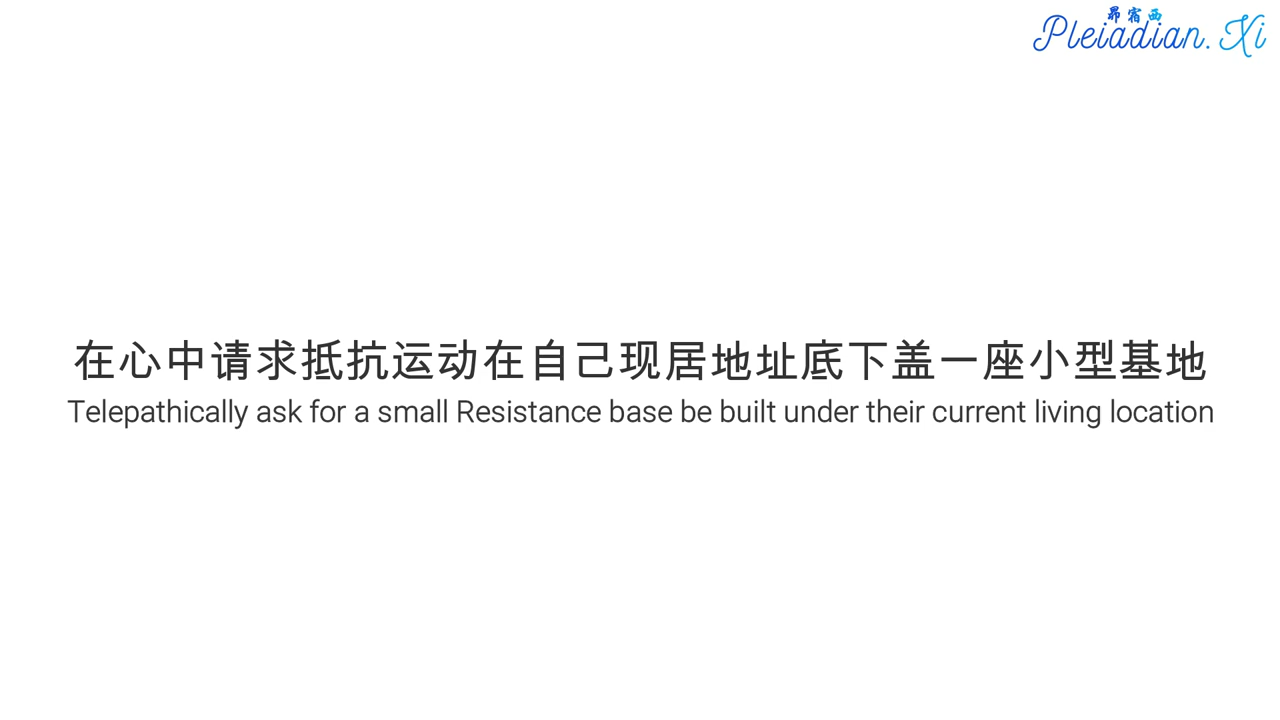 昴宿西
Pleiadian. Xi
在心中请求抵抗运动在自己现居地址底下盖一座小型基地
Telepathically ask for a small Resistance base be built under their current living location